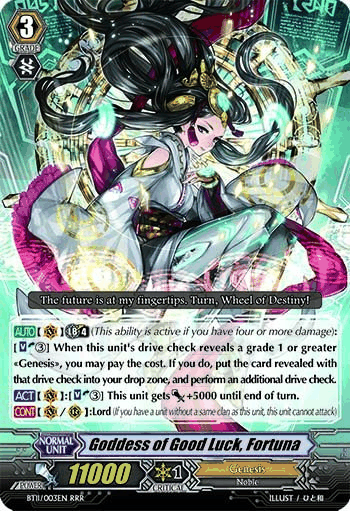 3
GRADE
The future is at my fingertips. Turn, Wheel of Destiny!
AUTO [ ] LB 4 (This ability is active if you have four or more damage):
[V ③] When this unit's drive check reveals a grade 1 or greater
«Genesis», you may pay the cost. If you do, put the card revealed with
that drive check into your drop zone, and perform an additional drive check.
ACT [ ]: [V ③] This unit gets +5000 until end of turn.
CONT [ / ]:Lord (If you have a unit without a same clan as this unit, this unit cannot attack)
NORMAL UNIT Goddess of Good Luck, Fortuna
POWER 11000 1 CRITICAL Genesis
Noble
BT11/003EN RRR ILLUST / ひと和